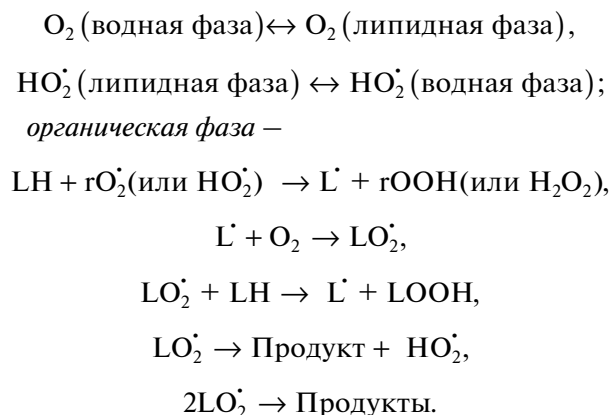 O₂ (водная фаза)↔ O₂ (липидная фаза),
HO₂˙ (липидная фаза) ↔ HO₂˙ (водная фаза);
органическая фаза –
LH + rO₂˙(или HO₂˙) → L˙ + rOOH(или H₂O₂),
L˙ + O₂ → LO₂˙,
LO₂˙ + LH → L˙ + LOOH,
LO₂˙ → Продукт + HO₂˙,
2LO₂˙ → Продукты.